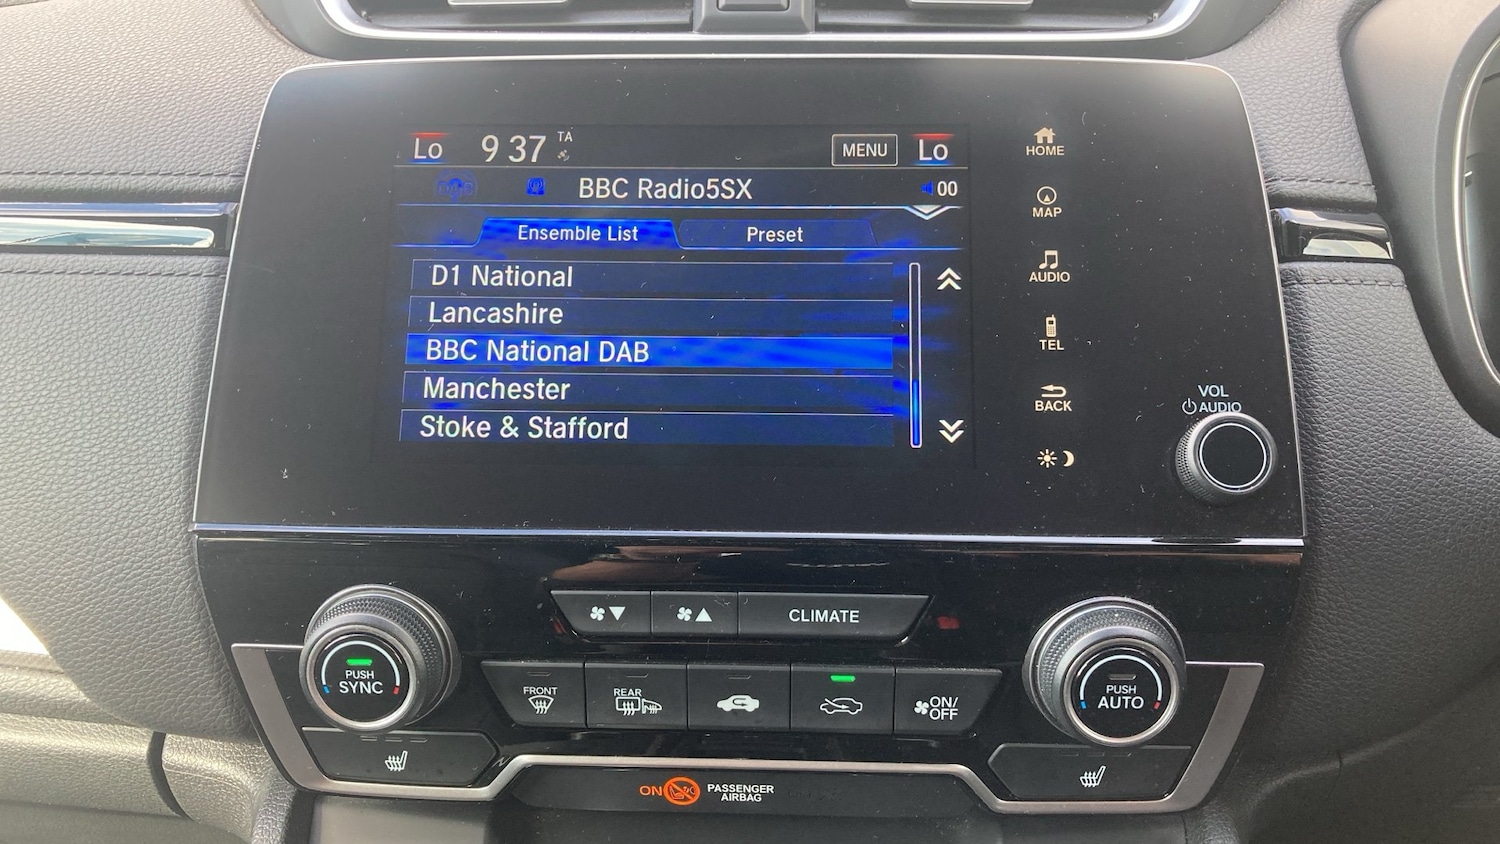 Lo 9 37 TA MENU Lo
DAB BBC Radio5SX 00
Ensemble List Preset
D1 National
Lancashire
BBC National DAB
Manchester
Stoke & Stafford
HOME
MAP
AUDIO
TEL
BACK
VOL
AUDIO
CLIMATE
PUSH
SYNC
FRONT
REAR
ON/
OFF
PUSH
AUTO
ON PASSENGER
AIRBAG